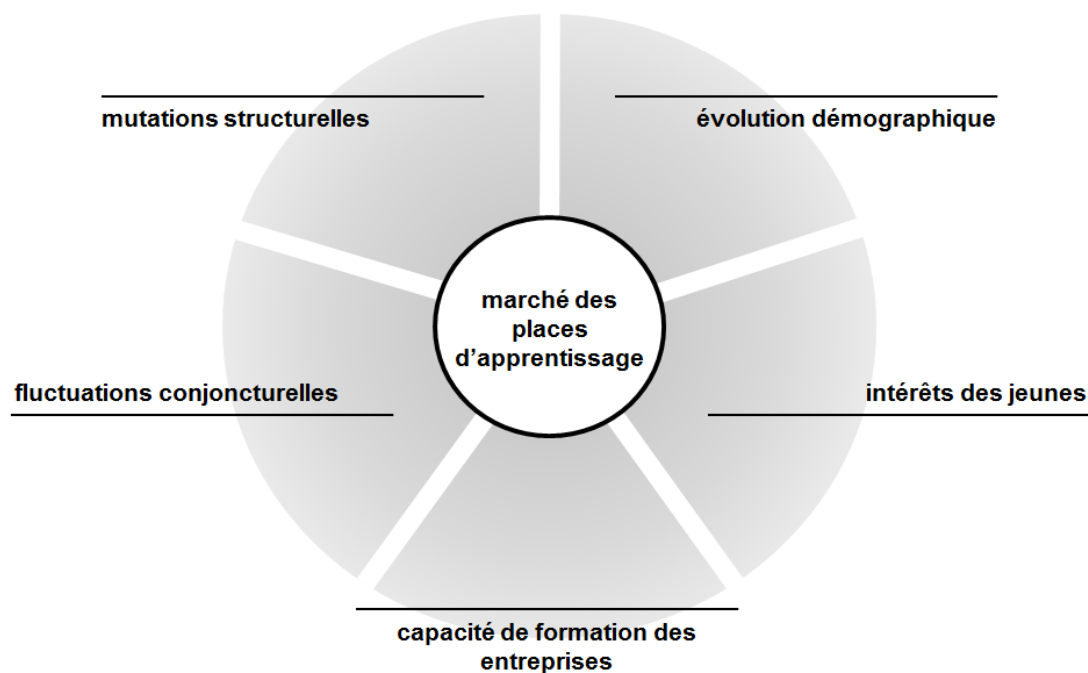 mutations structurelles
évolution démographique
marché des
places
d’apprentissage
fluctuations conjoncturelles
intérêts des jeunes
capacité de formation des
entreprises